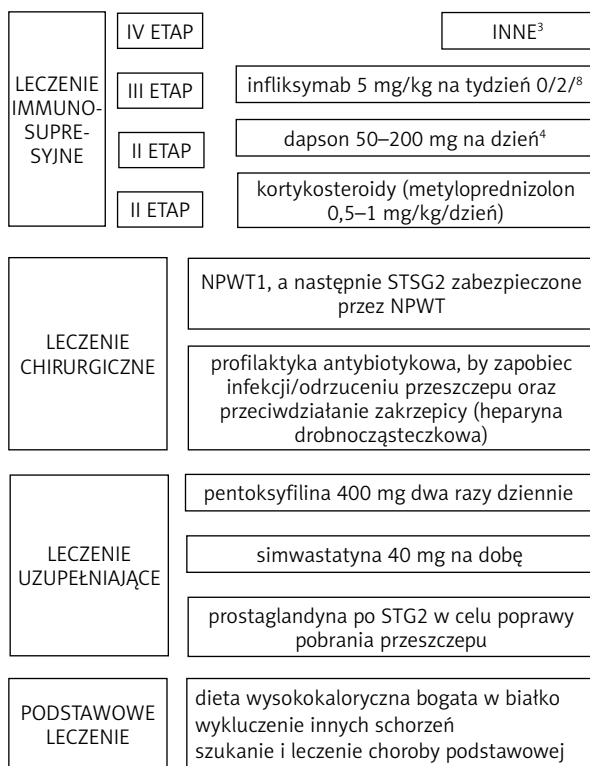 IV ETAP
INNE³
LECZENIE
IMMUNO-
SUPRE-
SYJNE
III ETAP
infliksymab 5 mg/kg na tydzień 0/2/⁸
II ETAP
dapson 50–200 mg na dzień⁴
II ETAP
kortykosteroidy (metyloprednizolon
0,5–1 mg/kg/dzień)
LECZENIE
CHIRURGICZNE
NPWT1, a następnie STSG2 zabezpieczone
przez NPWT
profilaktyka antybiotykowa, by zapobiec
infekcji/odrzuceniu przeszczepu oraz
przeciwdziałanie zakrzepicy (heparyna
drobnocząsteczkowa)
LECZENIE
UZUPEŁNIAJĄCE
pentoksyfilina 400 mg dwa razy dziennie
simwastatyna 40 mg na dobę
prostaglandyna po STG2 w celu poprawy
pobrania przeszczepu
PODSTAWOWE
LECZENIE
dieta wysokokaloryczna bogata w białko
wykluczenie innych schorzeń
szukanie i leczenie choroby podstawowej